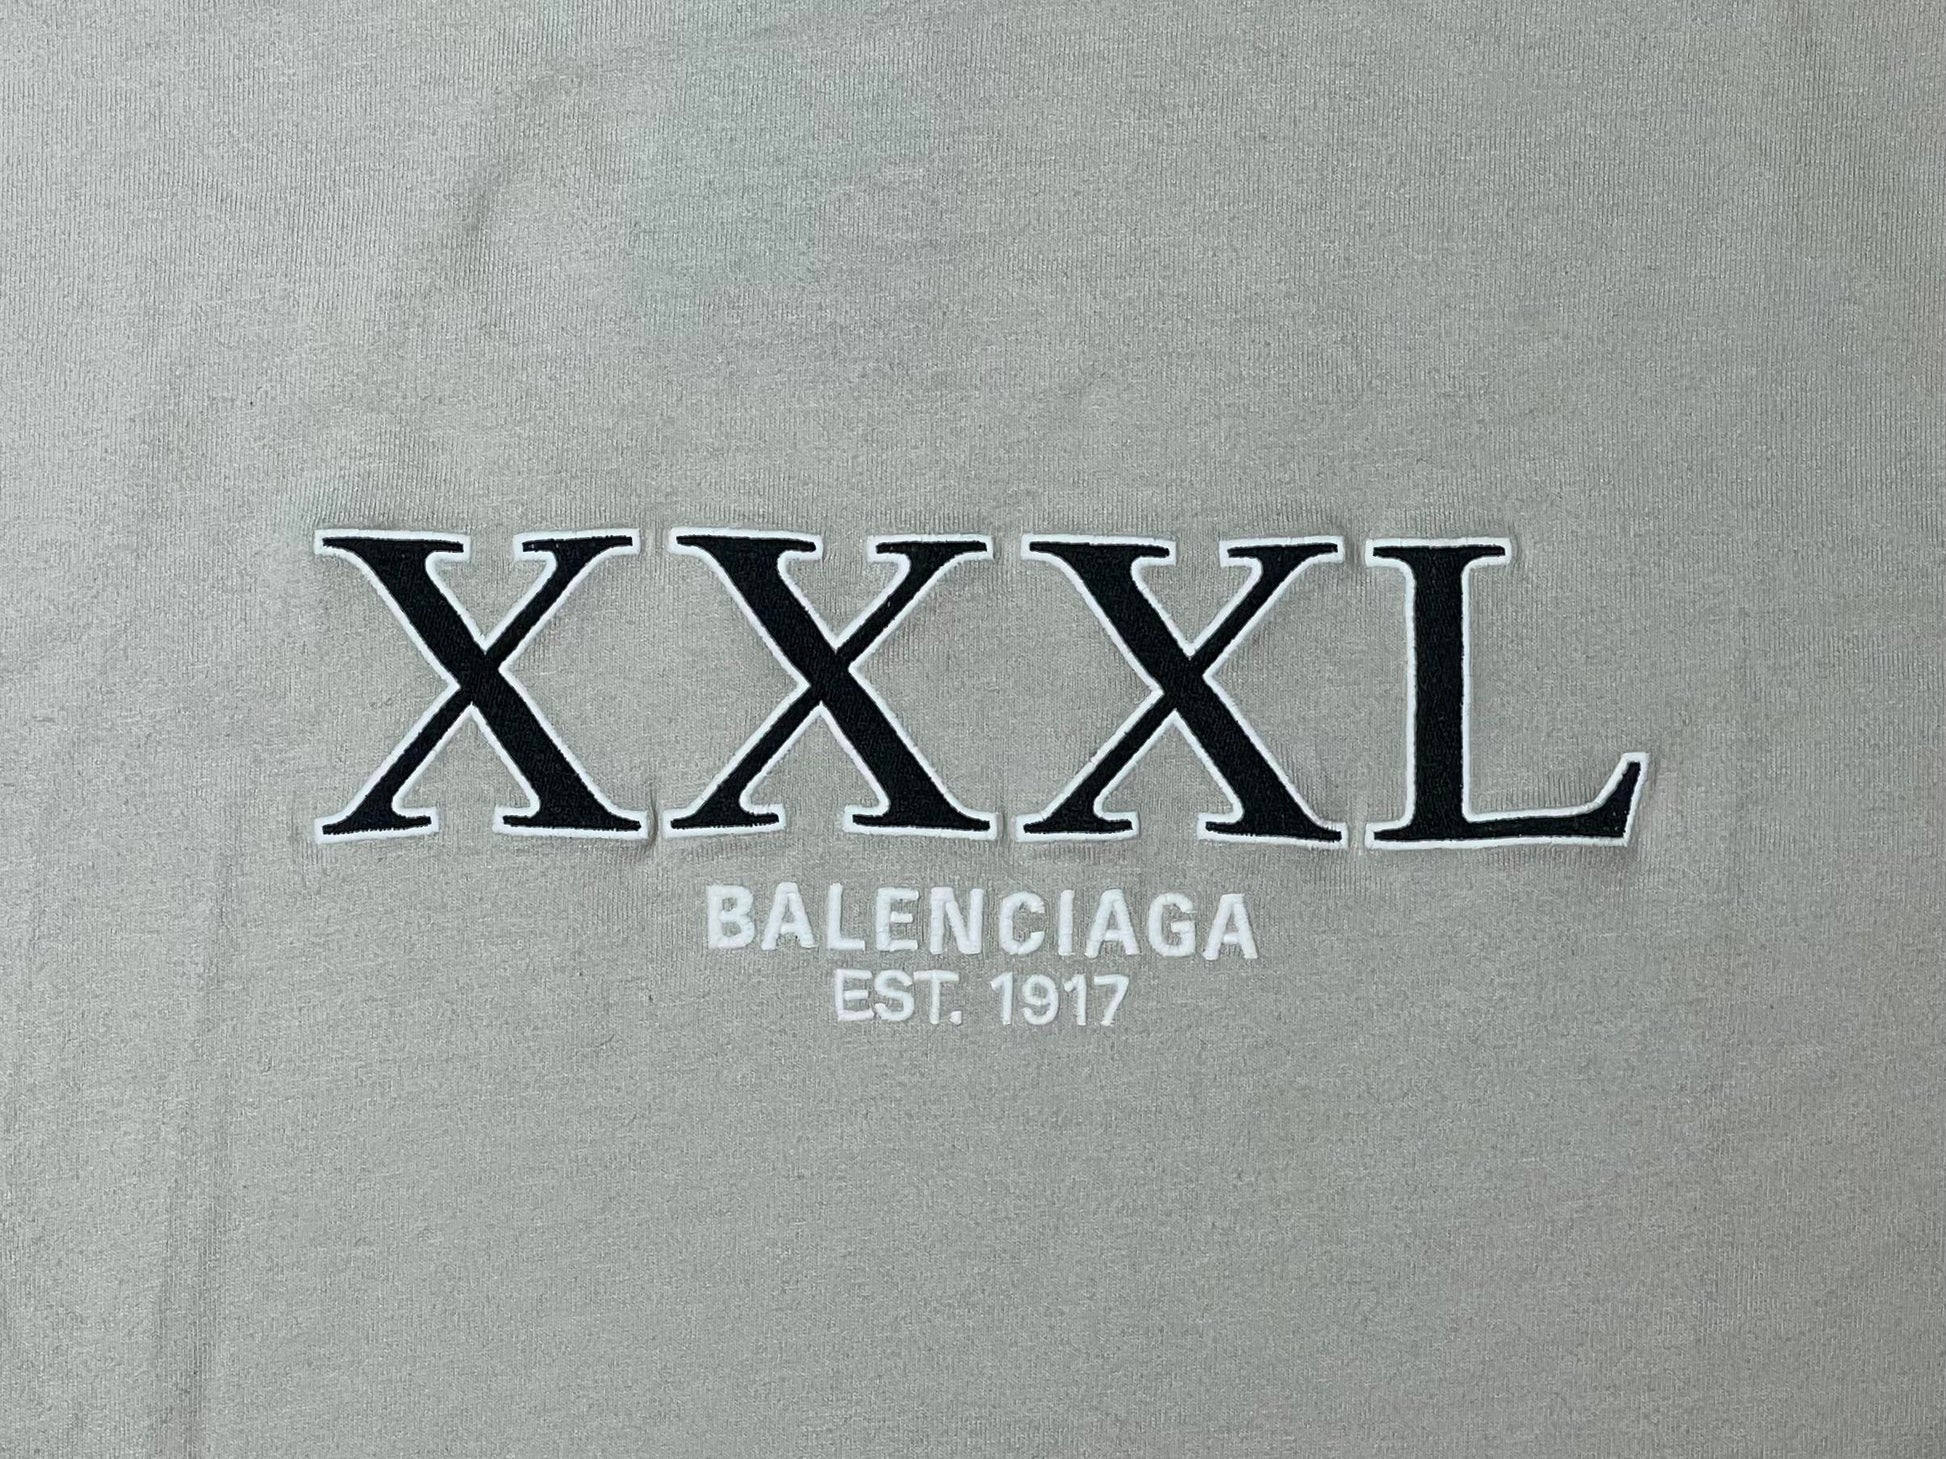 XXXL
BALENCIAGA
EST. 1917